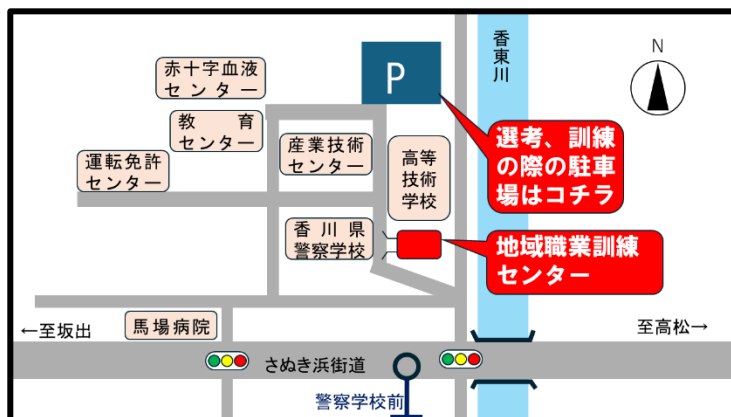 香東川
N
赤十字血液
センター
P
教育
センター
産業技術
センター
高等
技術
学校
選考、訓練
の際の駐車
場はコチラ
運転免許
センター
香川県
警察学校
地域職業訓練
センター
馬場病院
←至坂出
至高松→
さぬき浜街道
警察学校前